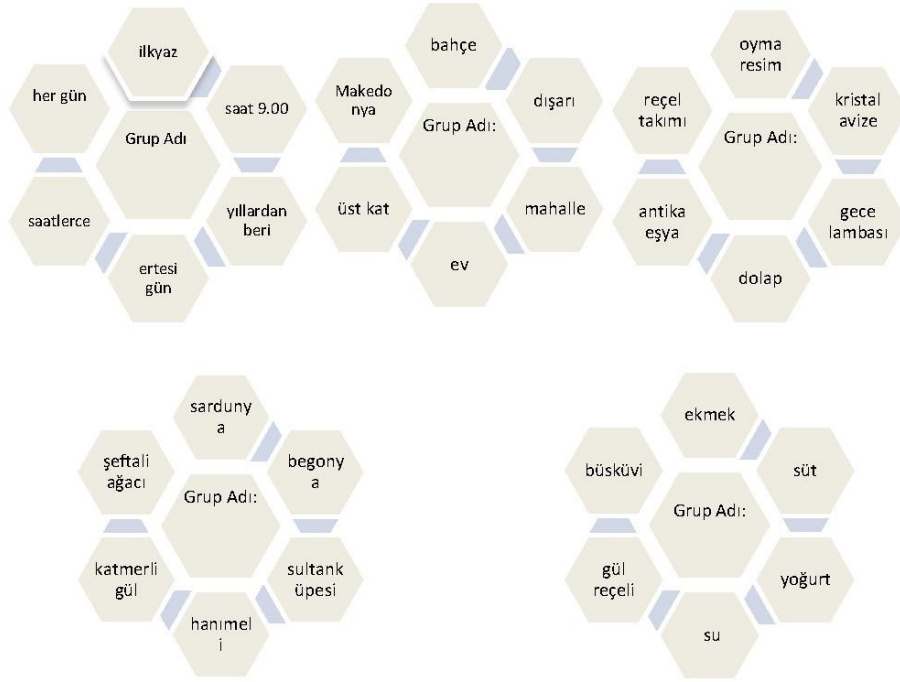 ilkyaz
her gün
saat 9.00
Grup Adı
saatlerce
yıllardan
beri
ertesi
gün
bahçe
Makedo
nya
dışarı
Grup Adı:
üst kat
mahalle
ev
oyma
resim
reçel
takımı
kristal
avize
Grup Adı:
antika
eşya
gece
lambası
dolap
sarduny
a
şeftali
ağacı
begony
a
Grup Adı:
katmerli
gül
sultank
üpesi
hanımel
i
ekmek
büsküvi
süt
Grup Adı:
gül
reçeli
yoğurt
su